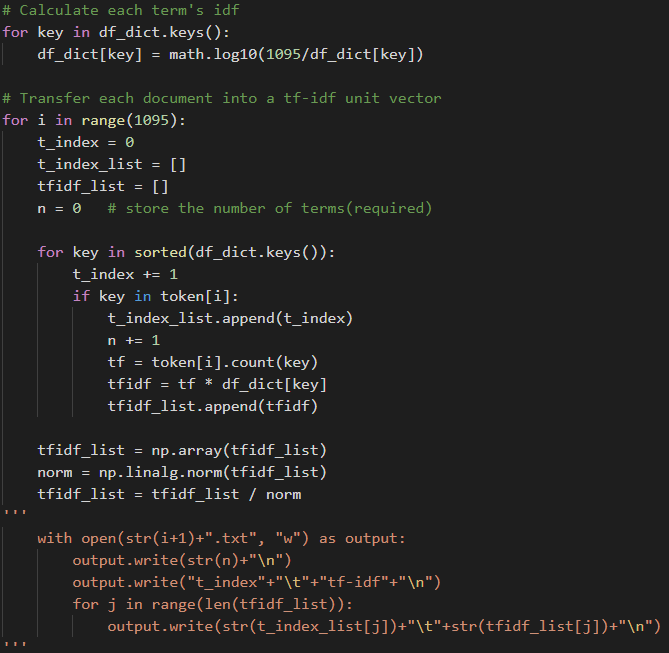 # Calculate each term's idf
for key in df_dict.keys():
    df_dict[key] = math.log10(1095/df_dict[key])

# Transfer each document into a tf-idf unit vector
for i in range(1095):
    t_index = 0
    t_index_list = []
    tfidf_list = []
    n = 0   # store the number of terms(required)

    for key in sorted(df_dict.keys()):
        t_index += 1
        if key in token[i]:
            t_index_list.append(t_index)
            n += 1
            tf = token[i].count(key)
            tfidf = tf * df_dict[key]
            tfidf_list.append(tfidf)

    tfidf_list = np.array(tfidf_list)
    norm = np.linalg.norm(tfidf_list)
    tfidf_list = tfidf_list / norm
'''
    with open(str(i+1)+".txt", "w") as output:
        output.write(str(n)+"\n")
        output.write("t_index"+"\t"+"tf-idf"+"\n")
        for j in range(len(tfidf_list)):
            output.write(str(t_index_list[j])+"\t"+str(tfidf_list[j])+"\n")
'''